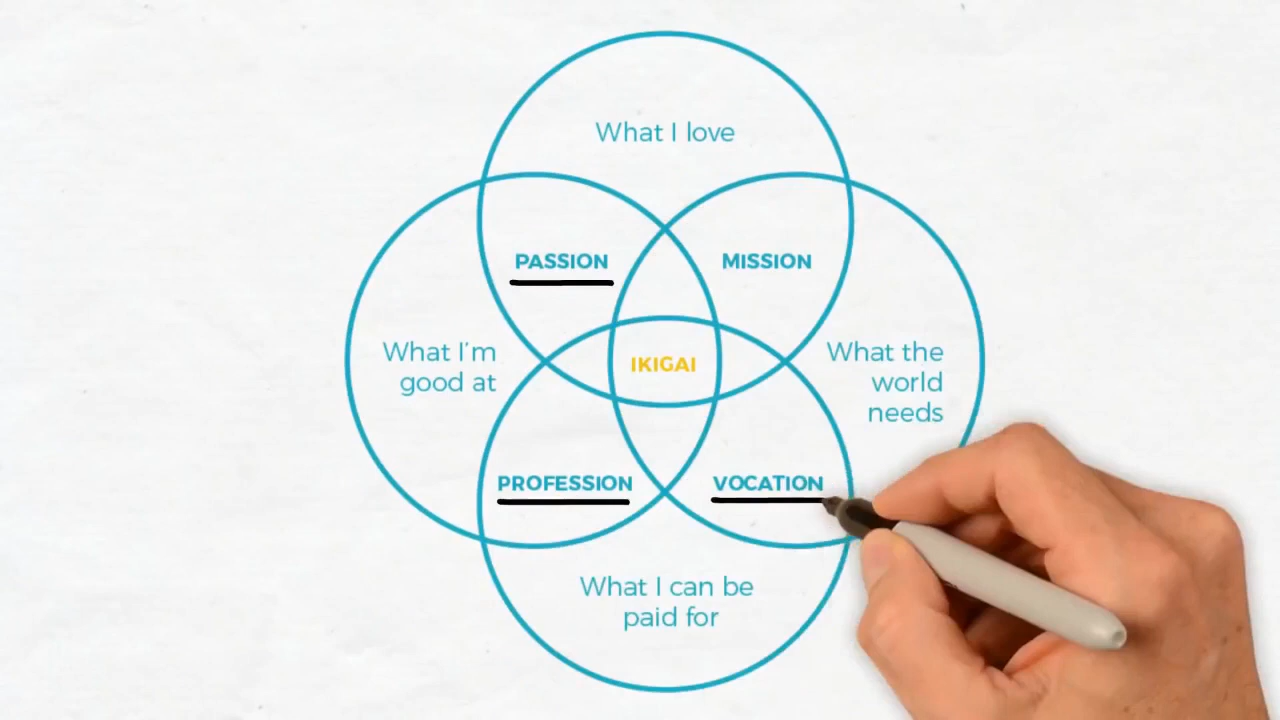 What I love
PASSION
MISSION
What I'm
good at
IKIGAI
What the
world
needs
PROFESSION
VOCATION
What I can be
paid for